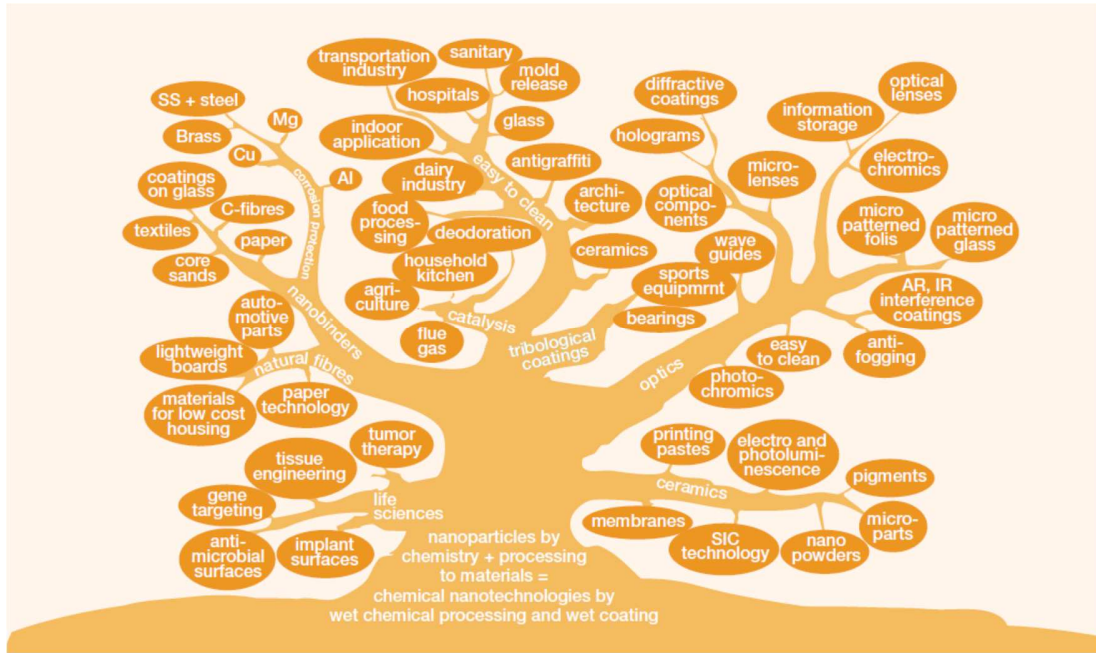 transportation
industry
sanitary
mold
release
hospitals
glass
indoor
application
antigraffiti
dairy
industry
easy to clean
archi-
tecture
food
proces-
sing
deodoration
household
kitchen
ceramics
agri-
culture
catalysis
flue
gas
SS + steel
Mg
Brass
Cu
Al
corrosion protection
coatings
on glass
C-fibres
textiles
paper
core
sands
nanobinders
auto-
motive
parts
lightweight
boards
natural fibres
materials
for low cost
housing
paper
technology
tribological
coatings
sports
equipmrnt
bearings
diffractive
coatings
holograms
micro-
lenses
optical
compo-
nents
wave
guides
optical
lenses
information
storage
electro-
chromics
micro
patterned
folis
micro
patterned
glass
AR, IR
interference
coatings
anti-
fogging
easy
to clean
photo-
chromics
optics
tumor
therapy
tissue
engineering
gene
targeting
life
sciences
anti-
microbial
surfaces
implant
surfaces
printing
pastes
electro and
photolumi-
nescence
pigments
ceramics
micro-
parts
membranes
SIC
technology
nano
powders
nanoparticles by
chemistry + processing
to materials =
chemical nanotechnologies by
wet chemical processing and wet coating